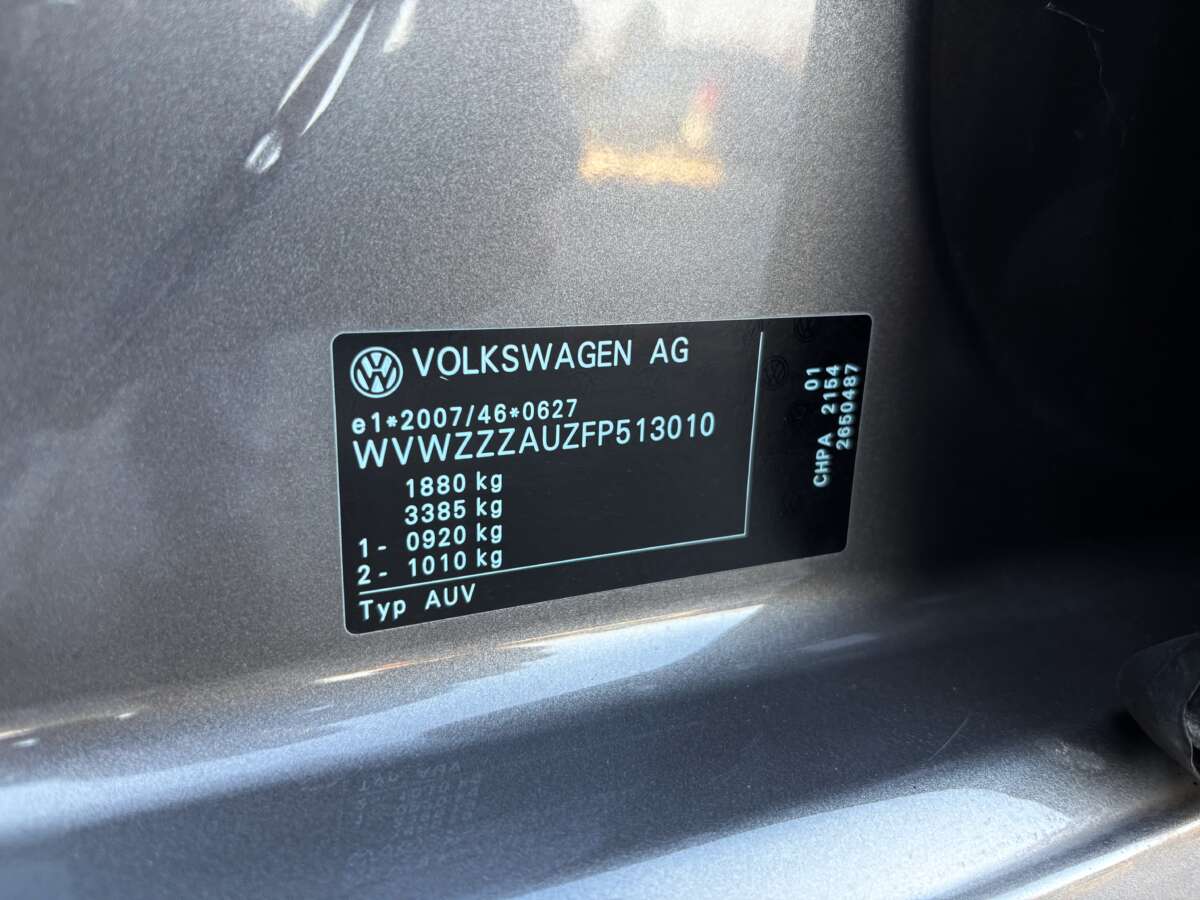 VOLKSWAGEN AG
e1*2007/46*0627
WVWZZZAUZFP513010
1880 kg
3385 kg
1- 0920 kg
2- 1010 kg
Typ AUV
01
CHPA 2154
2650487